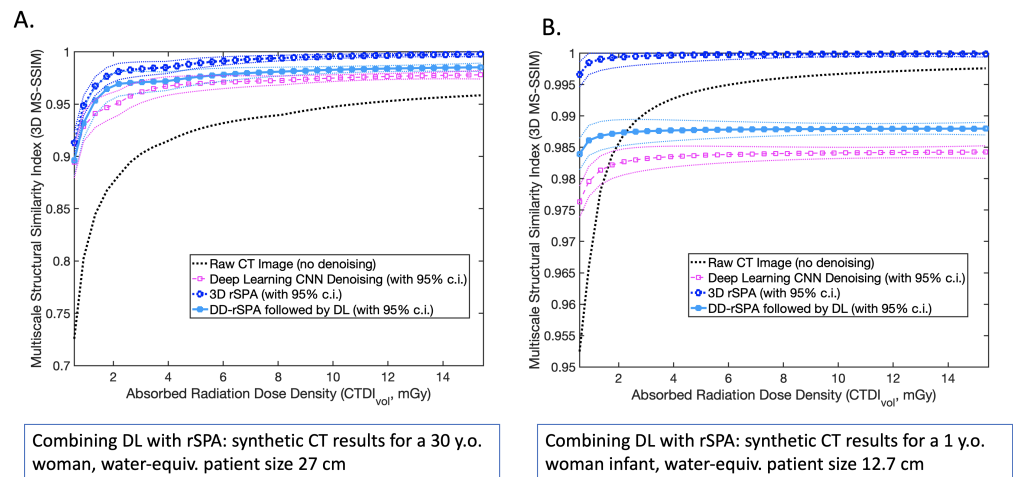 A.
Multiscale Structural Similarity Index (3D MS-SSIM)
1
0.95
0.9
0.85
0.8
0.75
0.7
Raw CT Image (no denoising)
Deep Learning CNN Denoising (with 95% c.i.)
3D rSPA (with 95% c.i.)
DD-rSPA followed by DL (with 95% c.i.)
2 4 6 8 10 12 14
Absorbed Radiation Dose Density (CTDIvol, mGy)
Combining DL with rSPA: synthetic CT results for a 30 y.o.
woman, water-equiv. patient size 27 cm
B.
Multiscale Structural Similarity Index (3D MS-SSIM)
1
0.995
0.99
0.985
0.98
0.975
0.97
0.965
0.96
0.955
0.95
Raw CT Image (no denoising)
Deep Learning CNN Denoising (with 95% c.i.)
3D rSPA (with 95% c.i.)
DD-rSPA followed by DL (with 95% c.i.)
2 4 6 8 10 12 14
Absorbed Radiation Dose Density (CTDIvol, mGy)
Combining DL with rSPA: synthetic CT results for a 1 y.o.
woman infant, water-equiv. patient size 12.7 cm